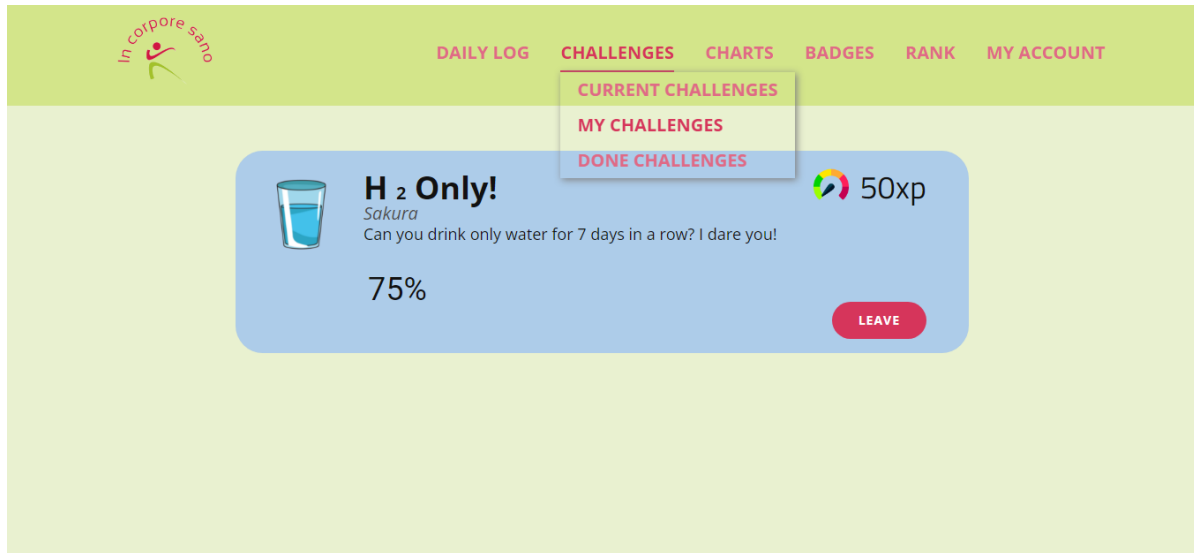 In corpore sano
DAILY LOG CHALLENGES CHARTS BADGES RANK MY ACCOUNT
CURRENT CHALLENGES
MY CHALLENGES
DONE CHALLENGES
H 2 Only!
50xp
Sakura
Can you drink only water for 7 days in a row? I dare you!
75%
LEAVE